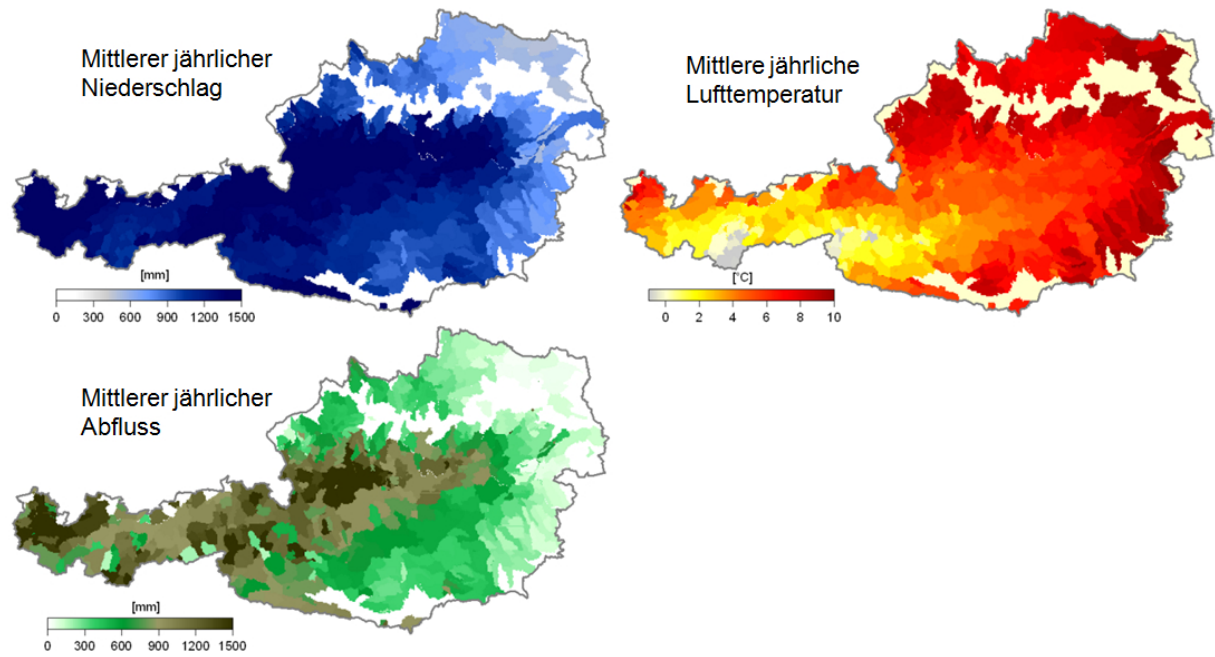 Mittlerer jährlicher
Niederschlag
[mm]
0 300 600 900 1200 1500
Mittlere jährliche
Lufttemperatur
[°C]
0 2 4 6 8 10
Mittlerer jährlicher
Abfluss
[mm]
0 300 600 900 1200 1500